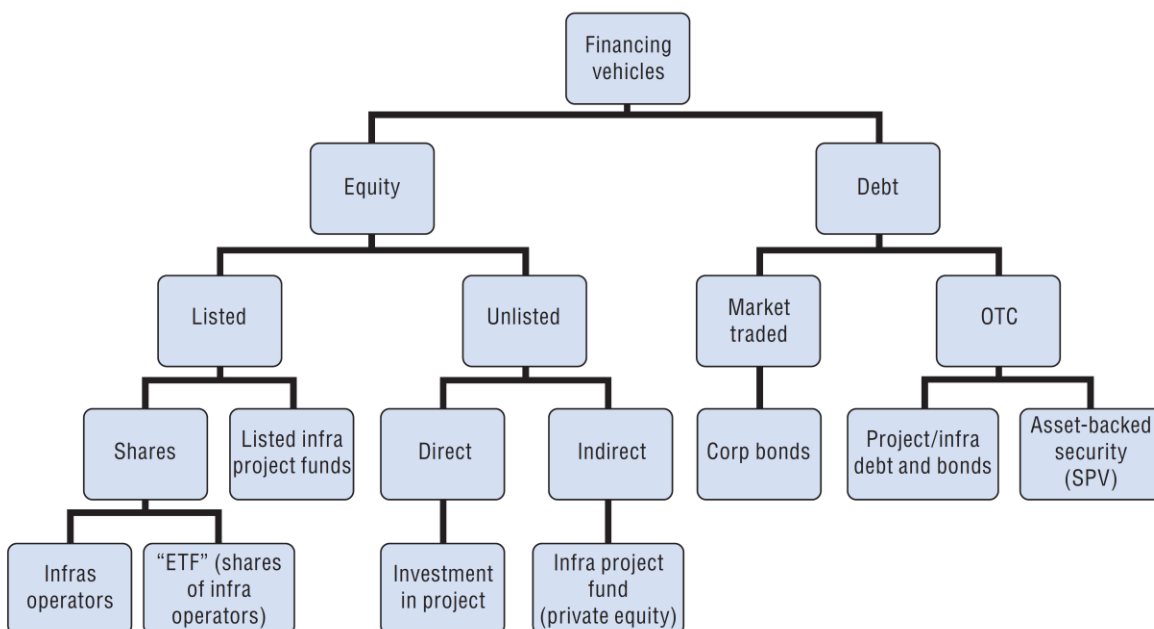 Financing
vehicles
Equity
Debt
Listed
Unlisted
Market
traded
OTC
Shares
Listed infra
project funds
Direct
Indirect
Corp bonds
Project/infra
debt and bonds
Asset-backed
security
(SPV)
Infras
operators
“ETF” (shares
of infra
operators)
Investment
in project
Infra project
fund
(private equity)